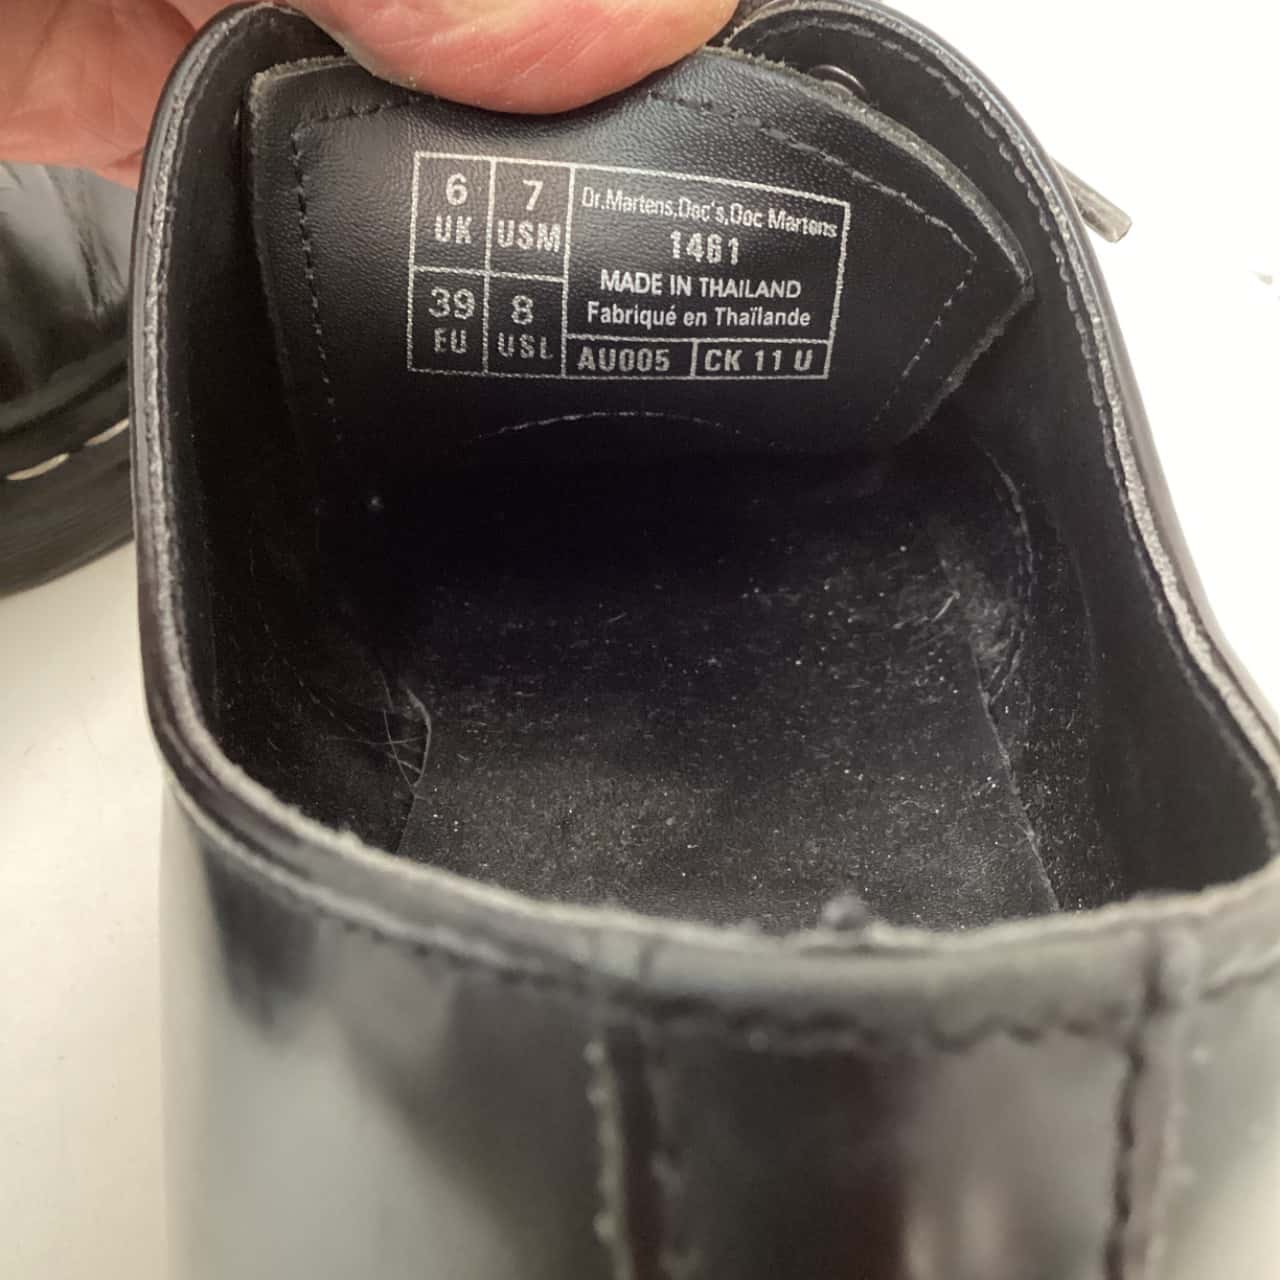 6
UK
7
USM
39
EU
8
USL
Dr.Martens,Doc's,Doc Martens
1461
MADE IN THAILAND
Fabriqué en Thaïlande
AU005
CK 11 U